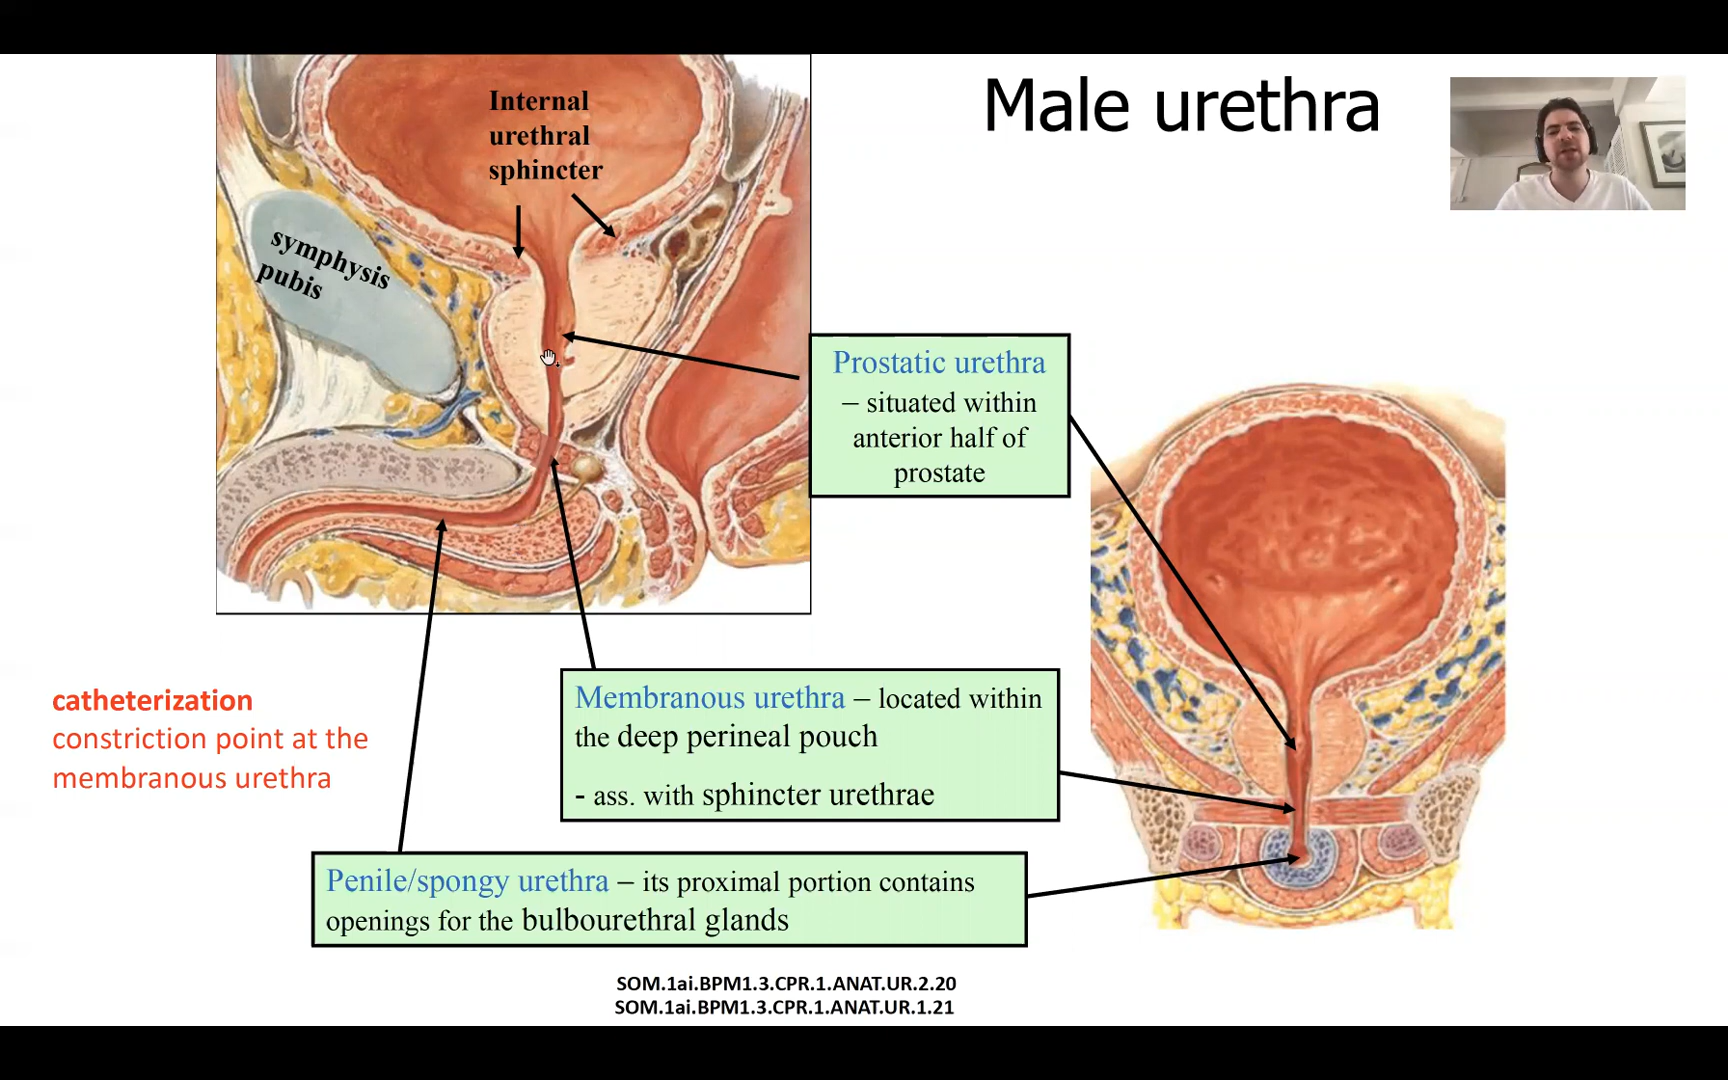 Male urethra
Internal
urethral
sphincter
symphysis
pubis
Prostatic urethra
– situated within
anterior half of
prostate
catheterization
constriction point at the
membranous urethra
Membranous urethra – located within
the deep perineal pouch
- ass. with sphincter urethrae
Penile/spongy urethra – its proximal portion contains
openings for the bulbourethral glands
SOM.1ai.BPM1.3.CPR.1.ANAT.UR.2.20
SOM.1ai.BPM1.3.CPR.1.ANAT.UR.1.21